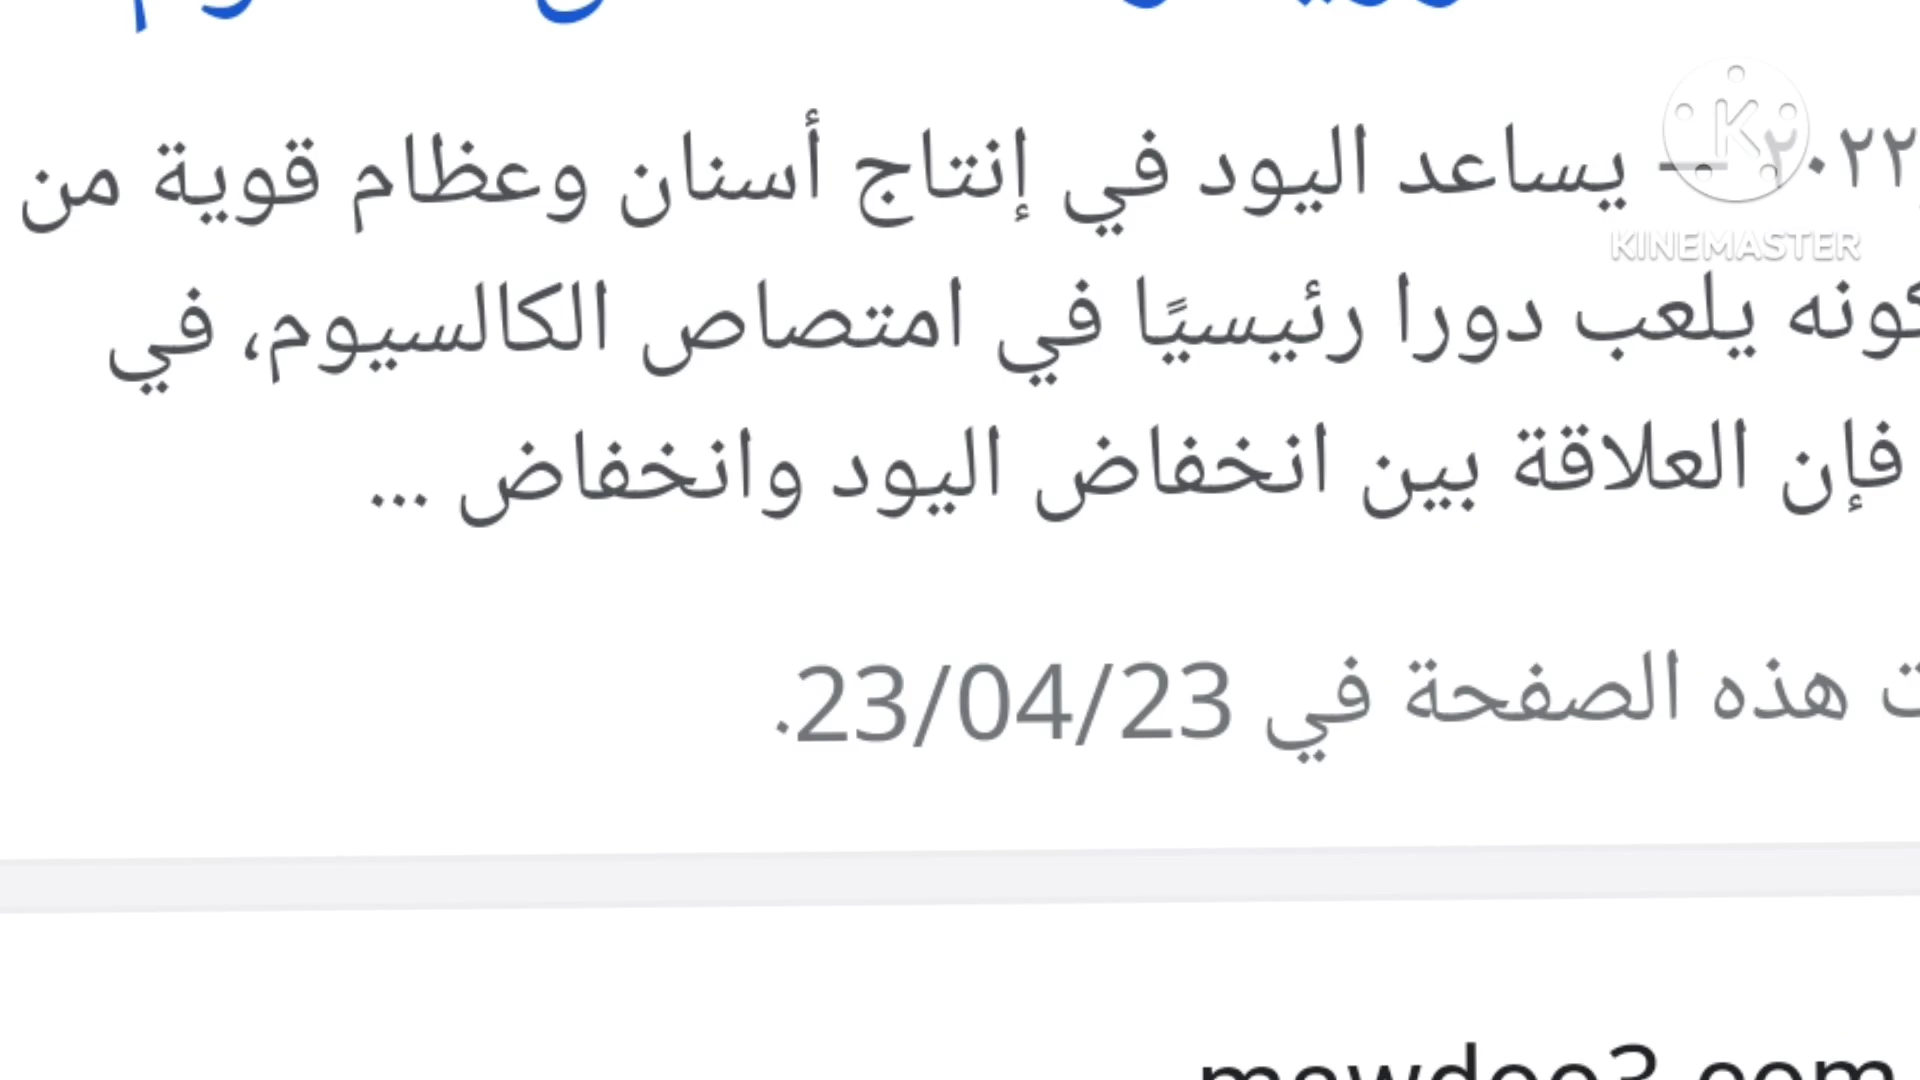 ٢٠٢٢ — يساعد اليود في إنتاج أسنان وعظام قوية من
كونه يلعب دورا رئيسيًا في امتصاص الكالسيوم، في
فإن العلاقة بين انخفاض اليود وانخفاض ...
هذه الصفحة في 23/04/23.
KINEMASTER